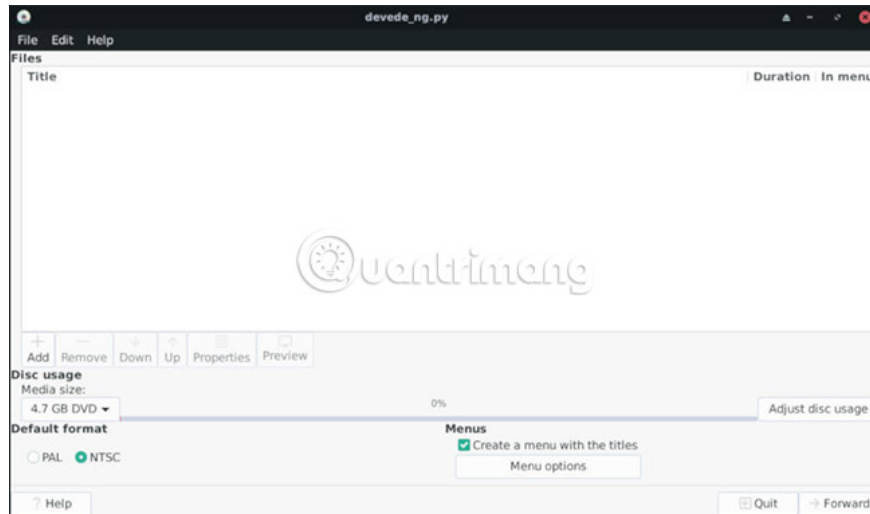 devede_ng.py
File Edit Help
Files
Title Duration In menu
Quantrimang
Add Remove Down Up Properties Preview
Disc usage
Media size:
4.7 GB DVD 0% Adjust disc usage
Default format Menus
Create a menu with the titles
PAL NTSC Menu options
? Help Quit Forward